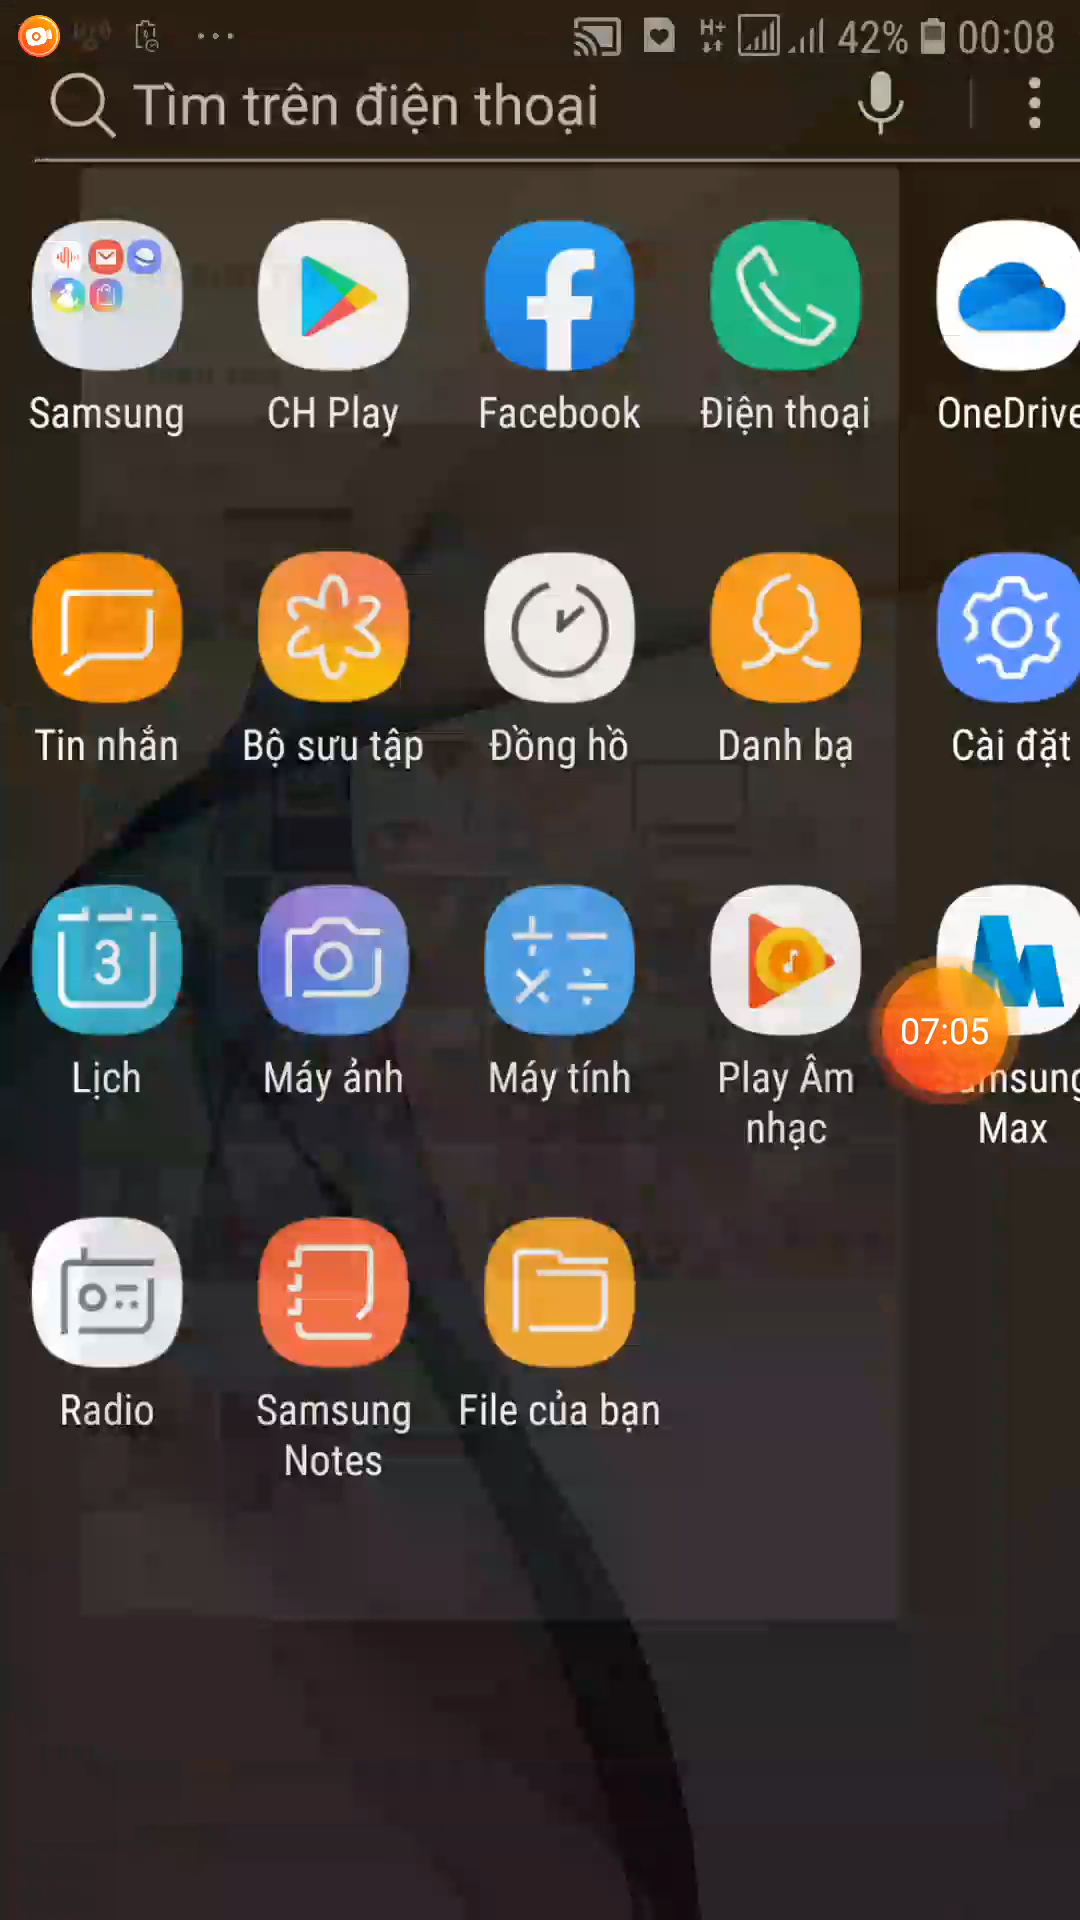 42% 00:08
Tìm trên điện thoại
Samsung CH Play Facebook Điện thoại OneDrive
Tin nhắn Bộ sưu tập Đồng hồ Danh bạ Cài đặt
3
07:05
Lịch Máy ảnh Máy tính Play Âm nhạc Samsung Max
Radio Samsung Notes File của bạn